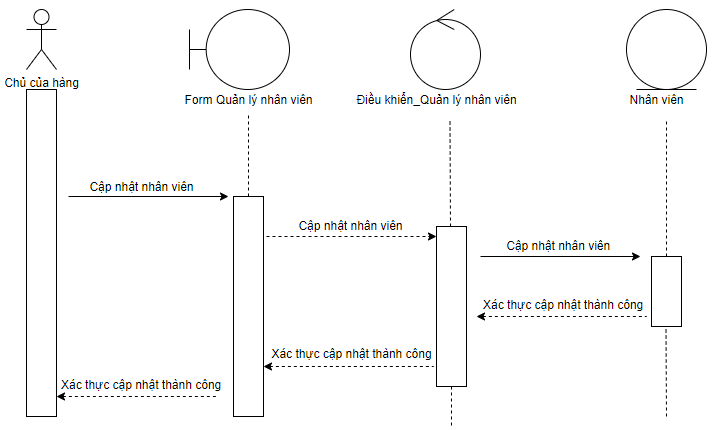 Chủ của hàng
Form Quản lý nhân viên
Điều khiển_Quản lý nhân viên
Nhân viên
Cập nhật nhân viên
Cập nhật nhân viên
Cập nhật nhân viên
Xác thực cập nhật thành công
Xác thực cập nhật thành công
Xác thực cập nhật thành công